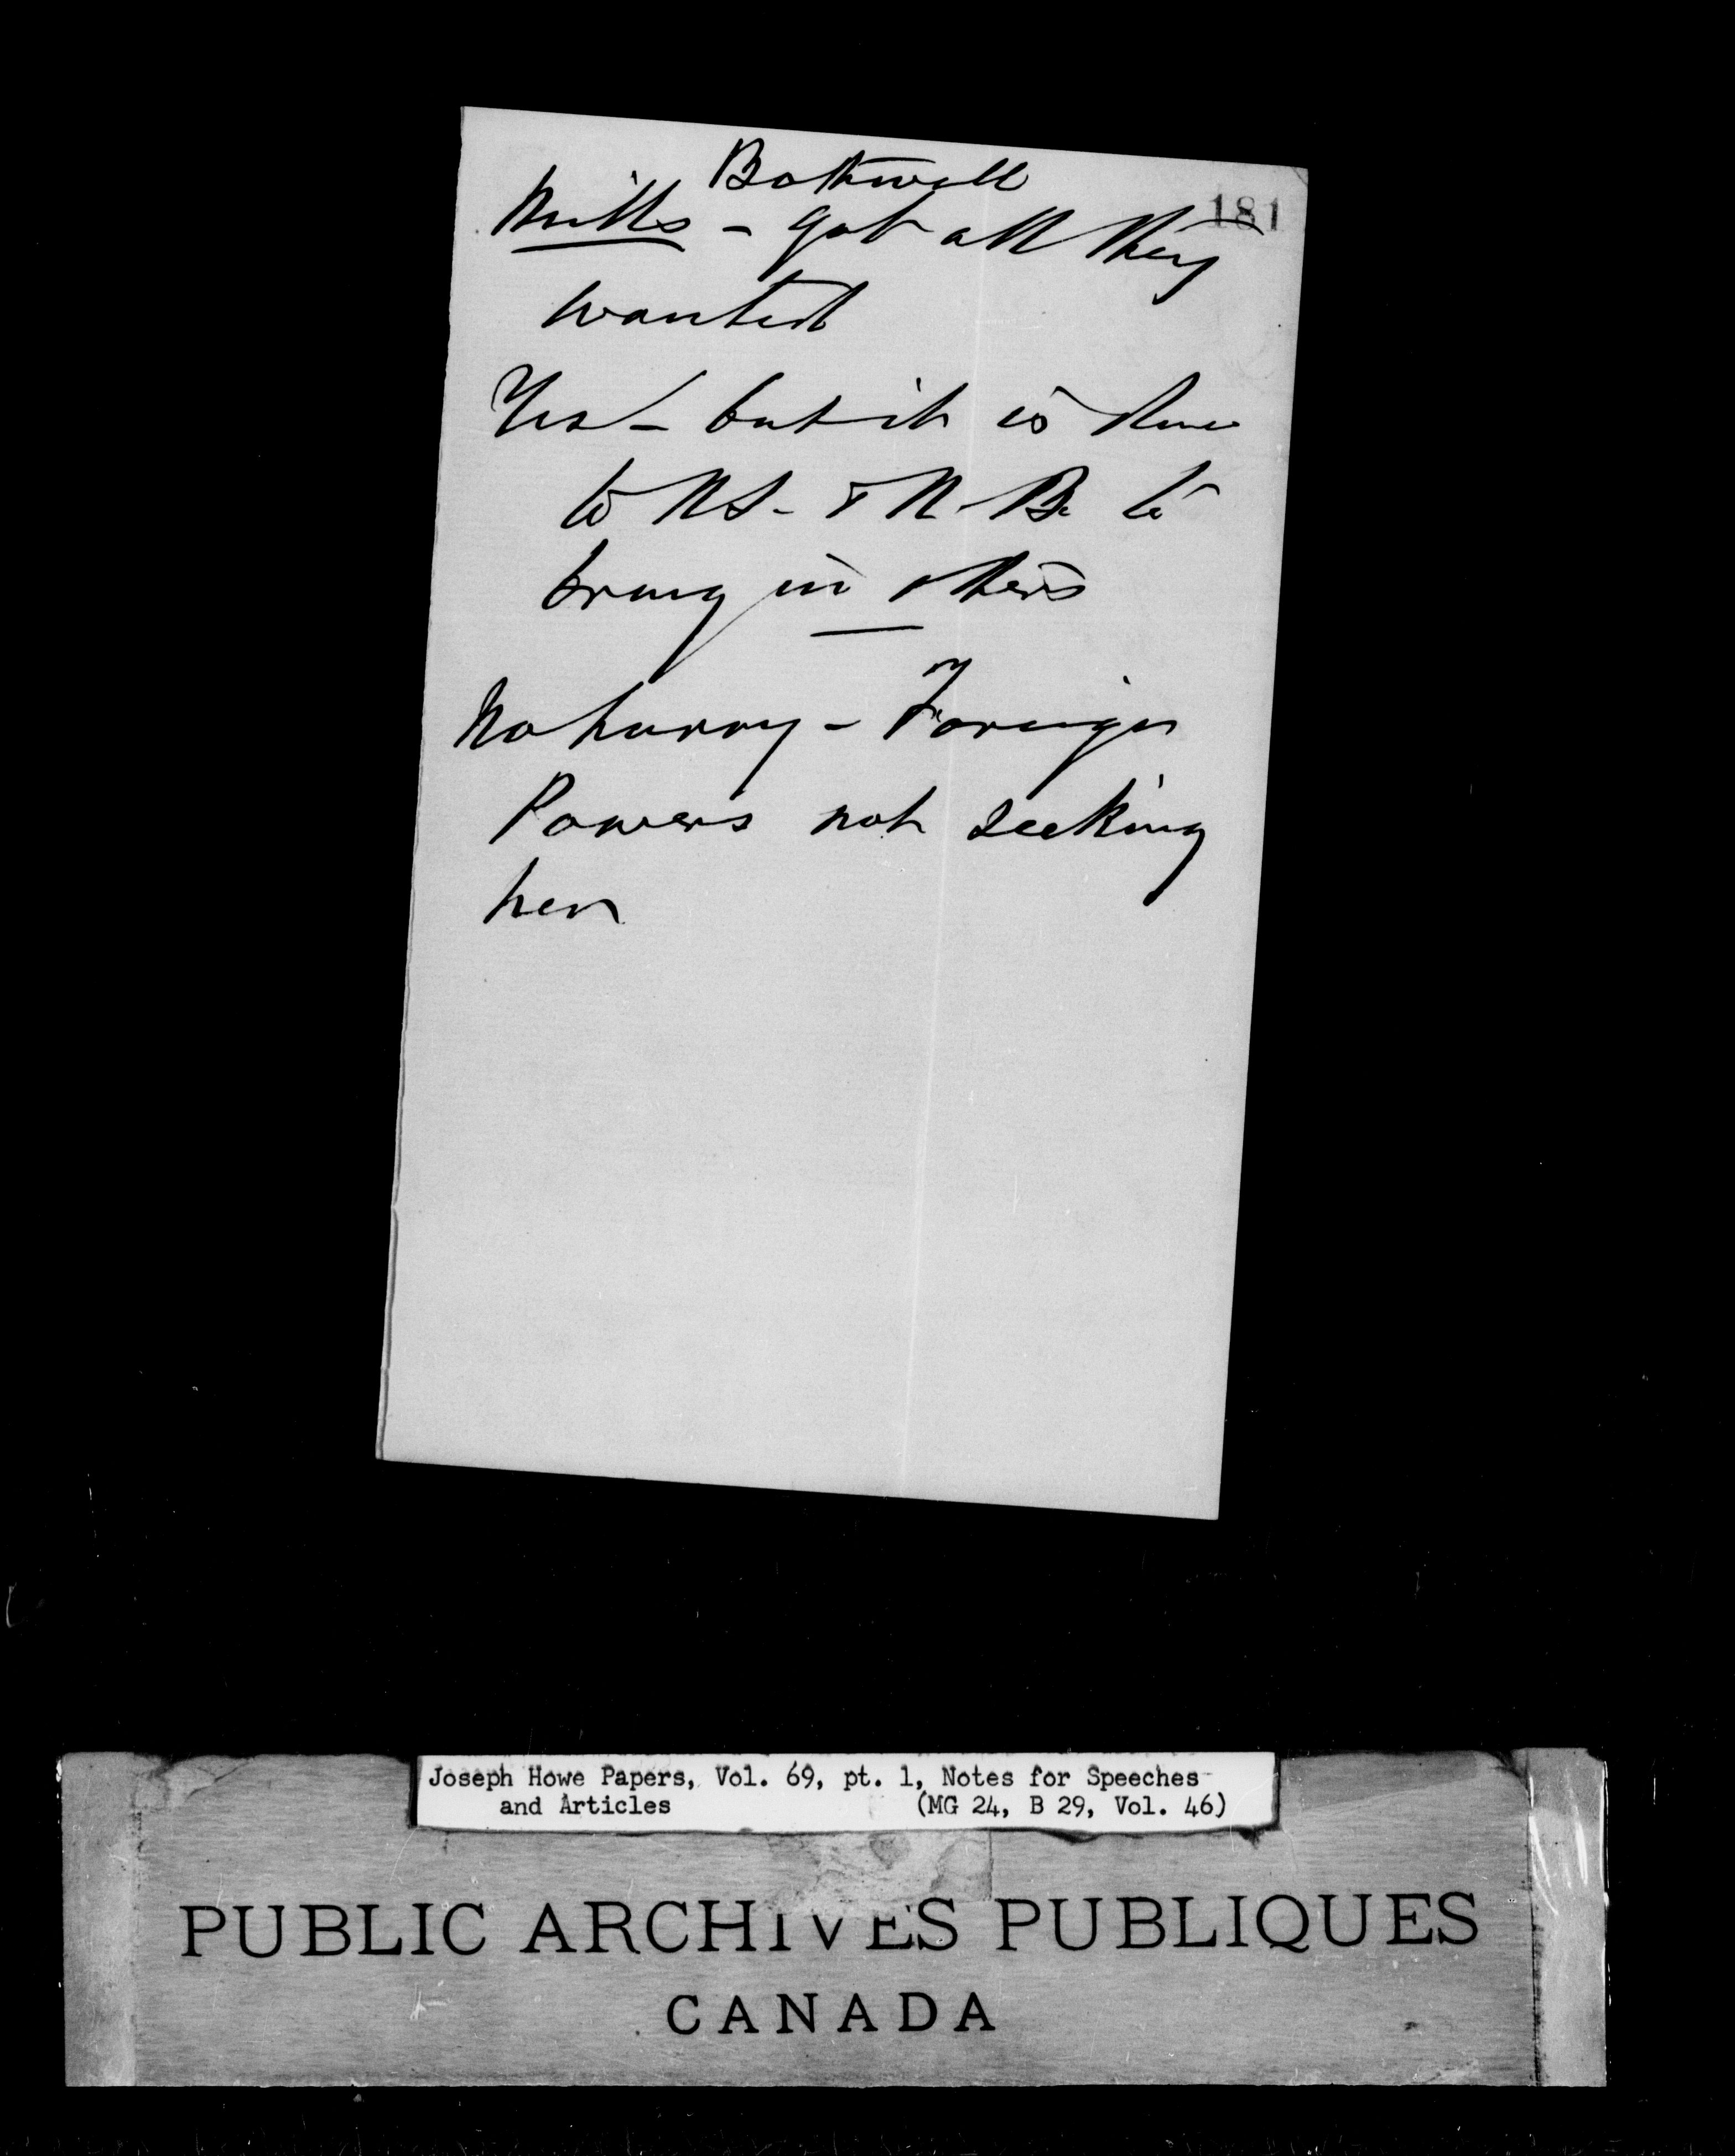 Bothwell
181
Mills - got all they
wanted
Yes - but it is due
to NS - & N. B. to
bring in others
No hurry - Foreign
Powers not seeking
her
Joseph Howe Papers, Vol. 69, pt. 1, Notes for Speeches
and Articles (MG 24, B 29, Vol. 46)
PUBLIC ARCHIVES PUBLIQUES
CANADA